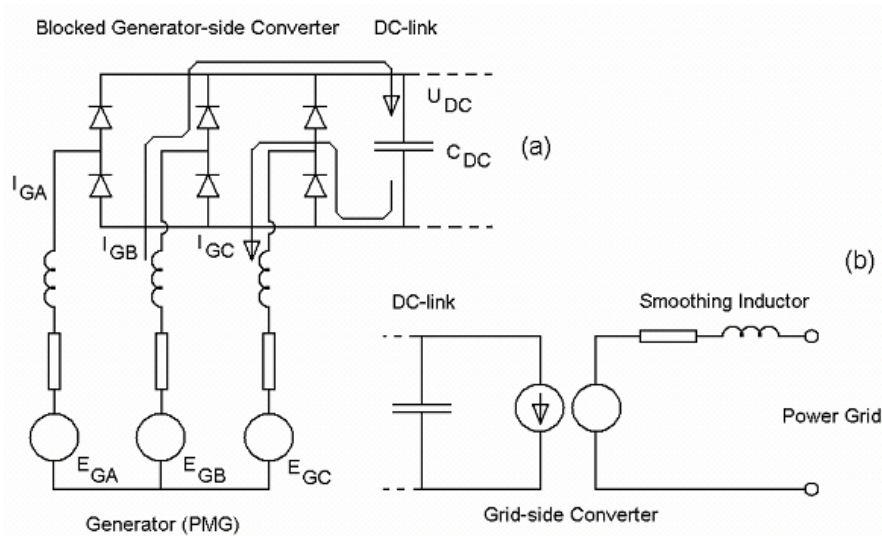 Blocked Generator-side Converter DC-link
U DC
C DC
(a)
I GA
I GB
I GC
(b)
DC-link
Smoothing Inductor
Power Grid
E GA
E GB
E GC
Grid-side Converter
Generator (PMG)